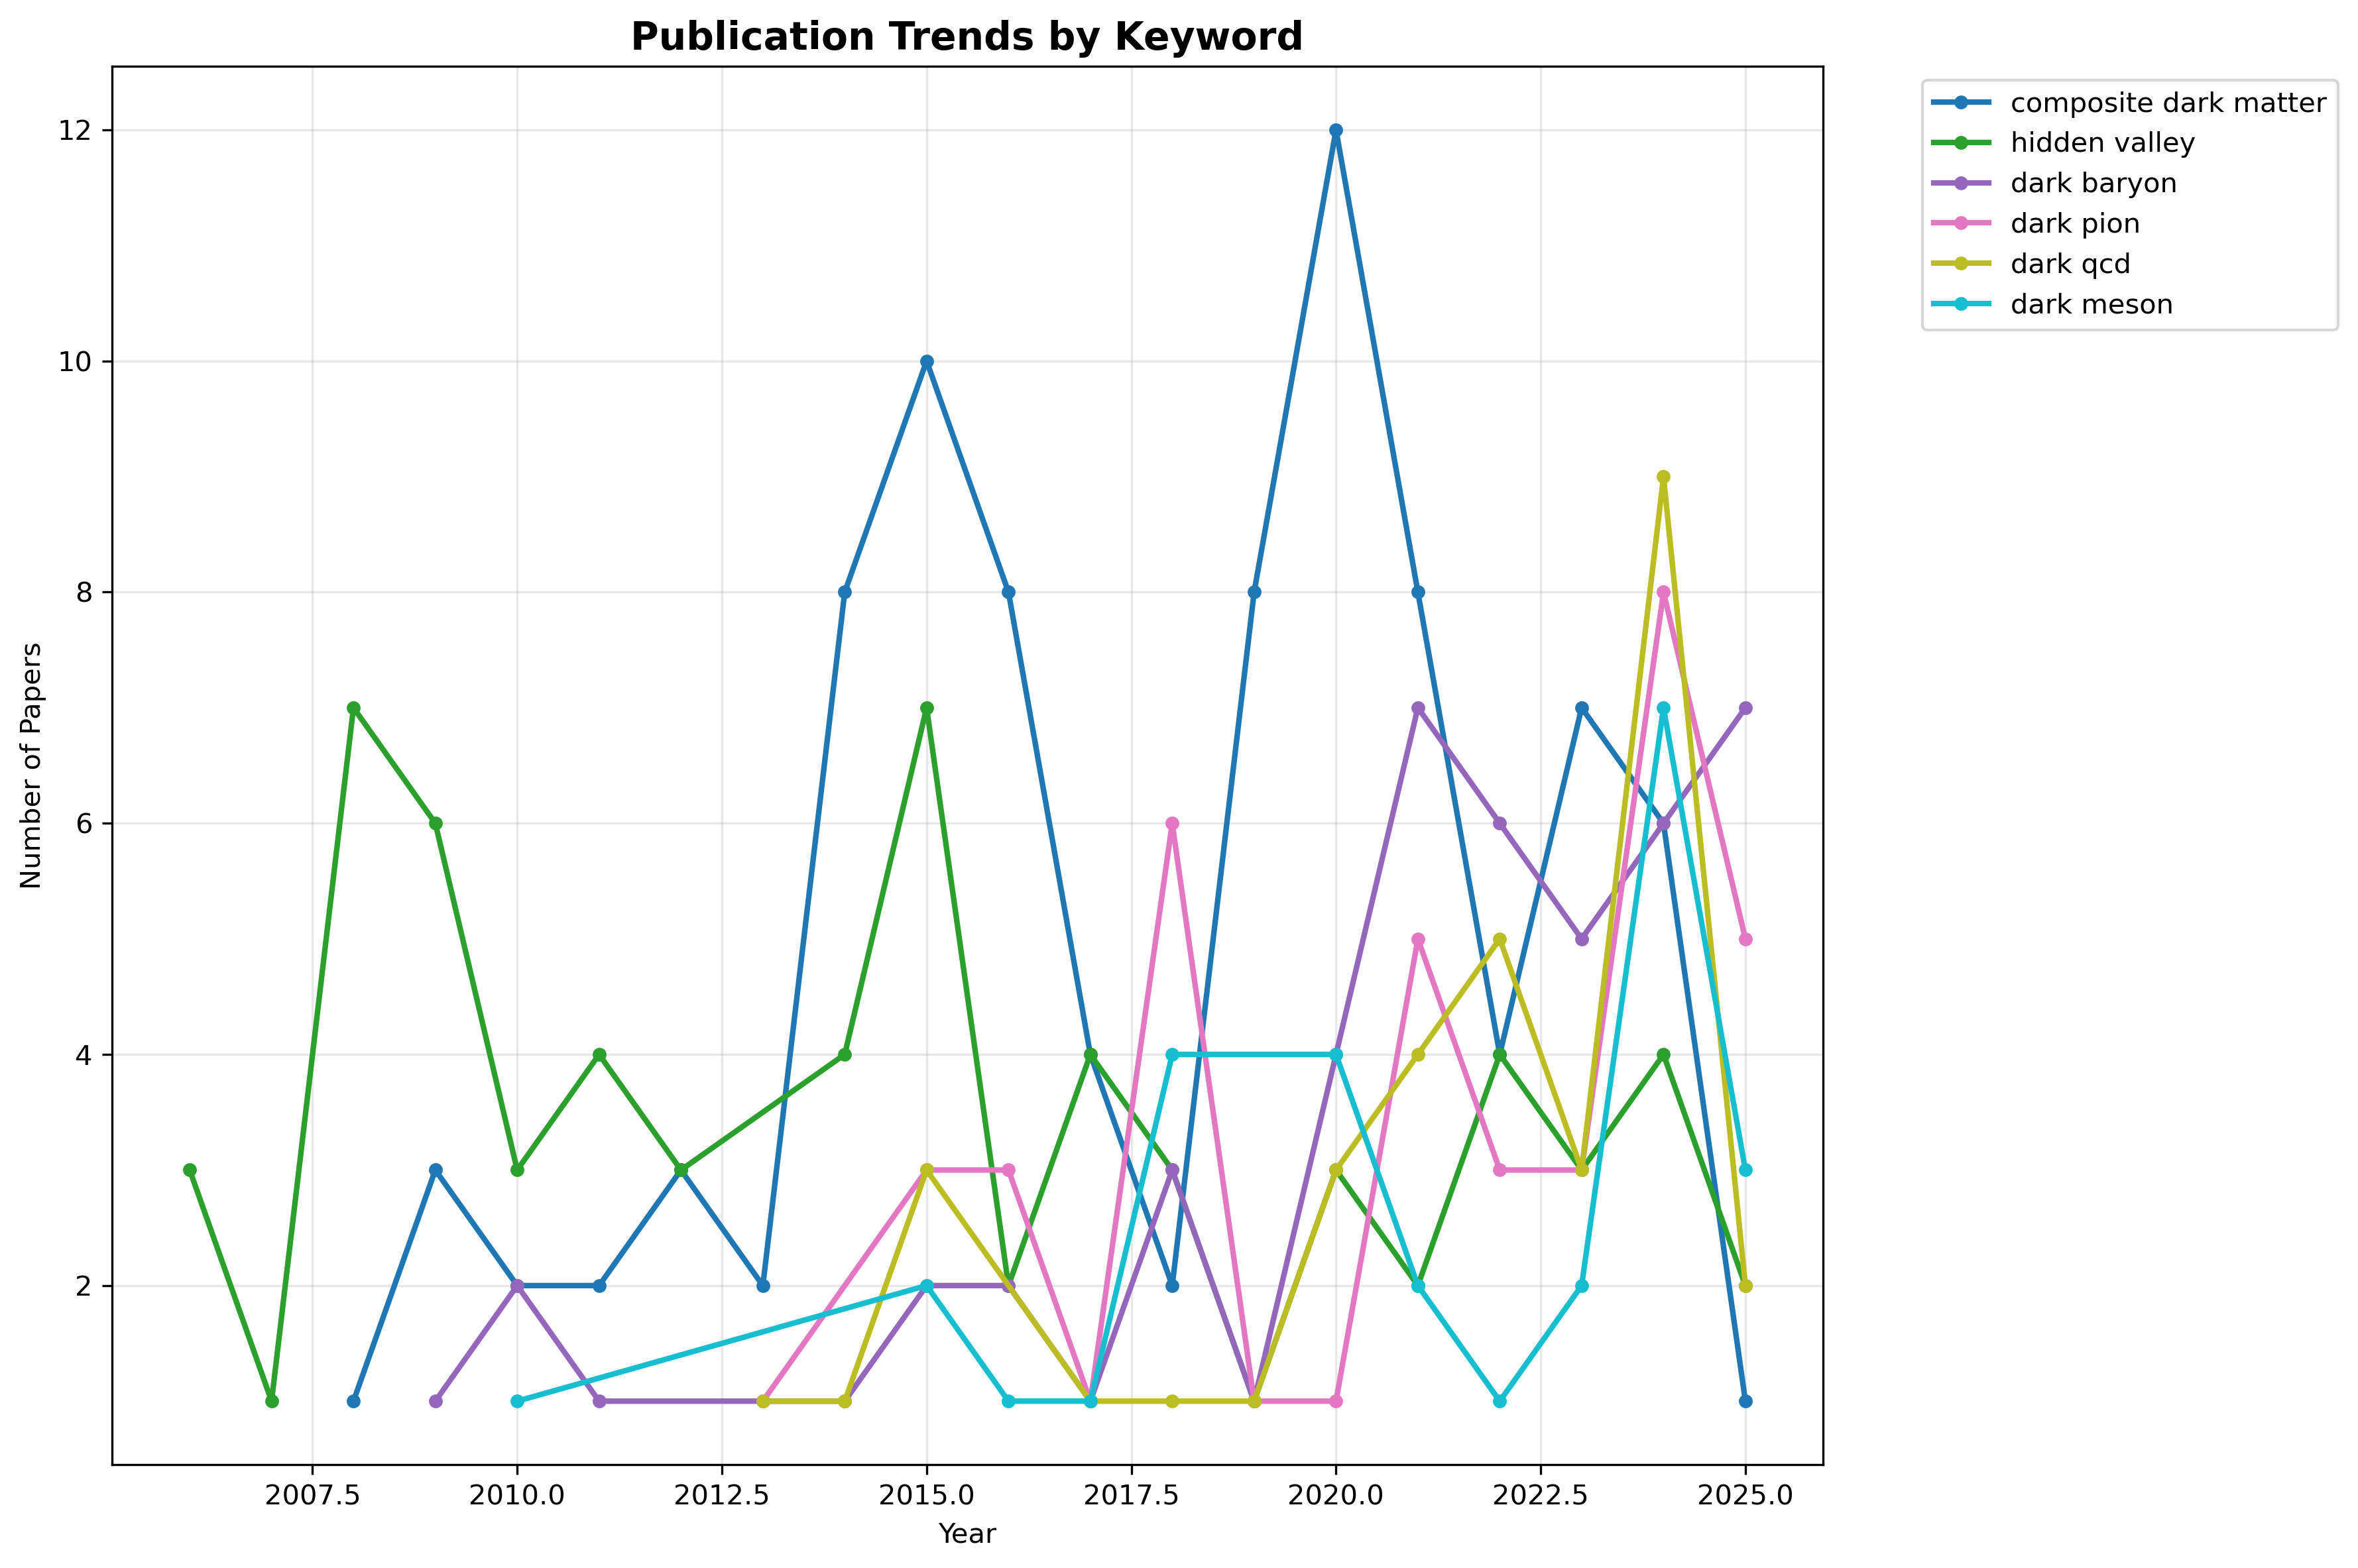 Publication Trends by Keyword
composite dark matter
hidden valley
dark baryon
dark pion
dark qcd
dark meson
12
10
8
6
4
2
Number of Papers
2007.5
2010.0
2012.5
2015.0
2017.5
2020.0
2022.5
2025.0
Year